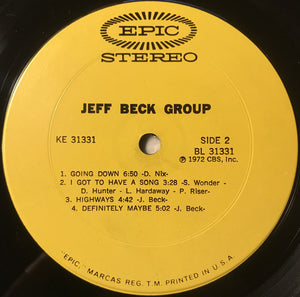 EPIC
STEREO
JEFF BECK GROUP
KE 31331
SIDE 2
BL 31331
℗ 1972 CBS, Inc.
1. GOING DOWN 6:50 -D. Nix-
2. I GOT TO HAVE A SONG 3:28 -S. Wonder -
D. Hunter - L. Hardaway - P. Riser-
3. HIGHWAYS 4:42 -J. Beck-
4. DEFINITELY MAYBE 5:02 -J. Beck-
"EPIC," MARCAS REG. T.M. PRINTED IN U.S.A.